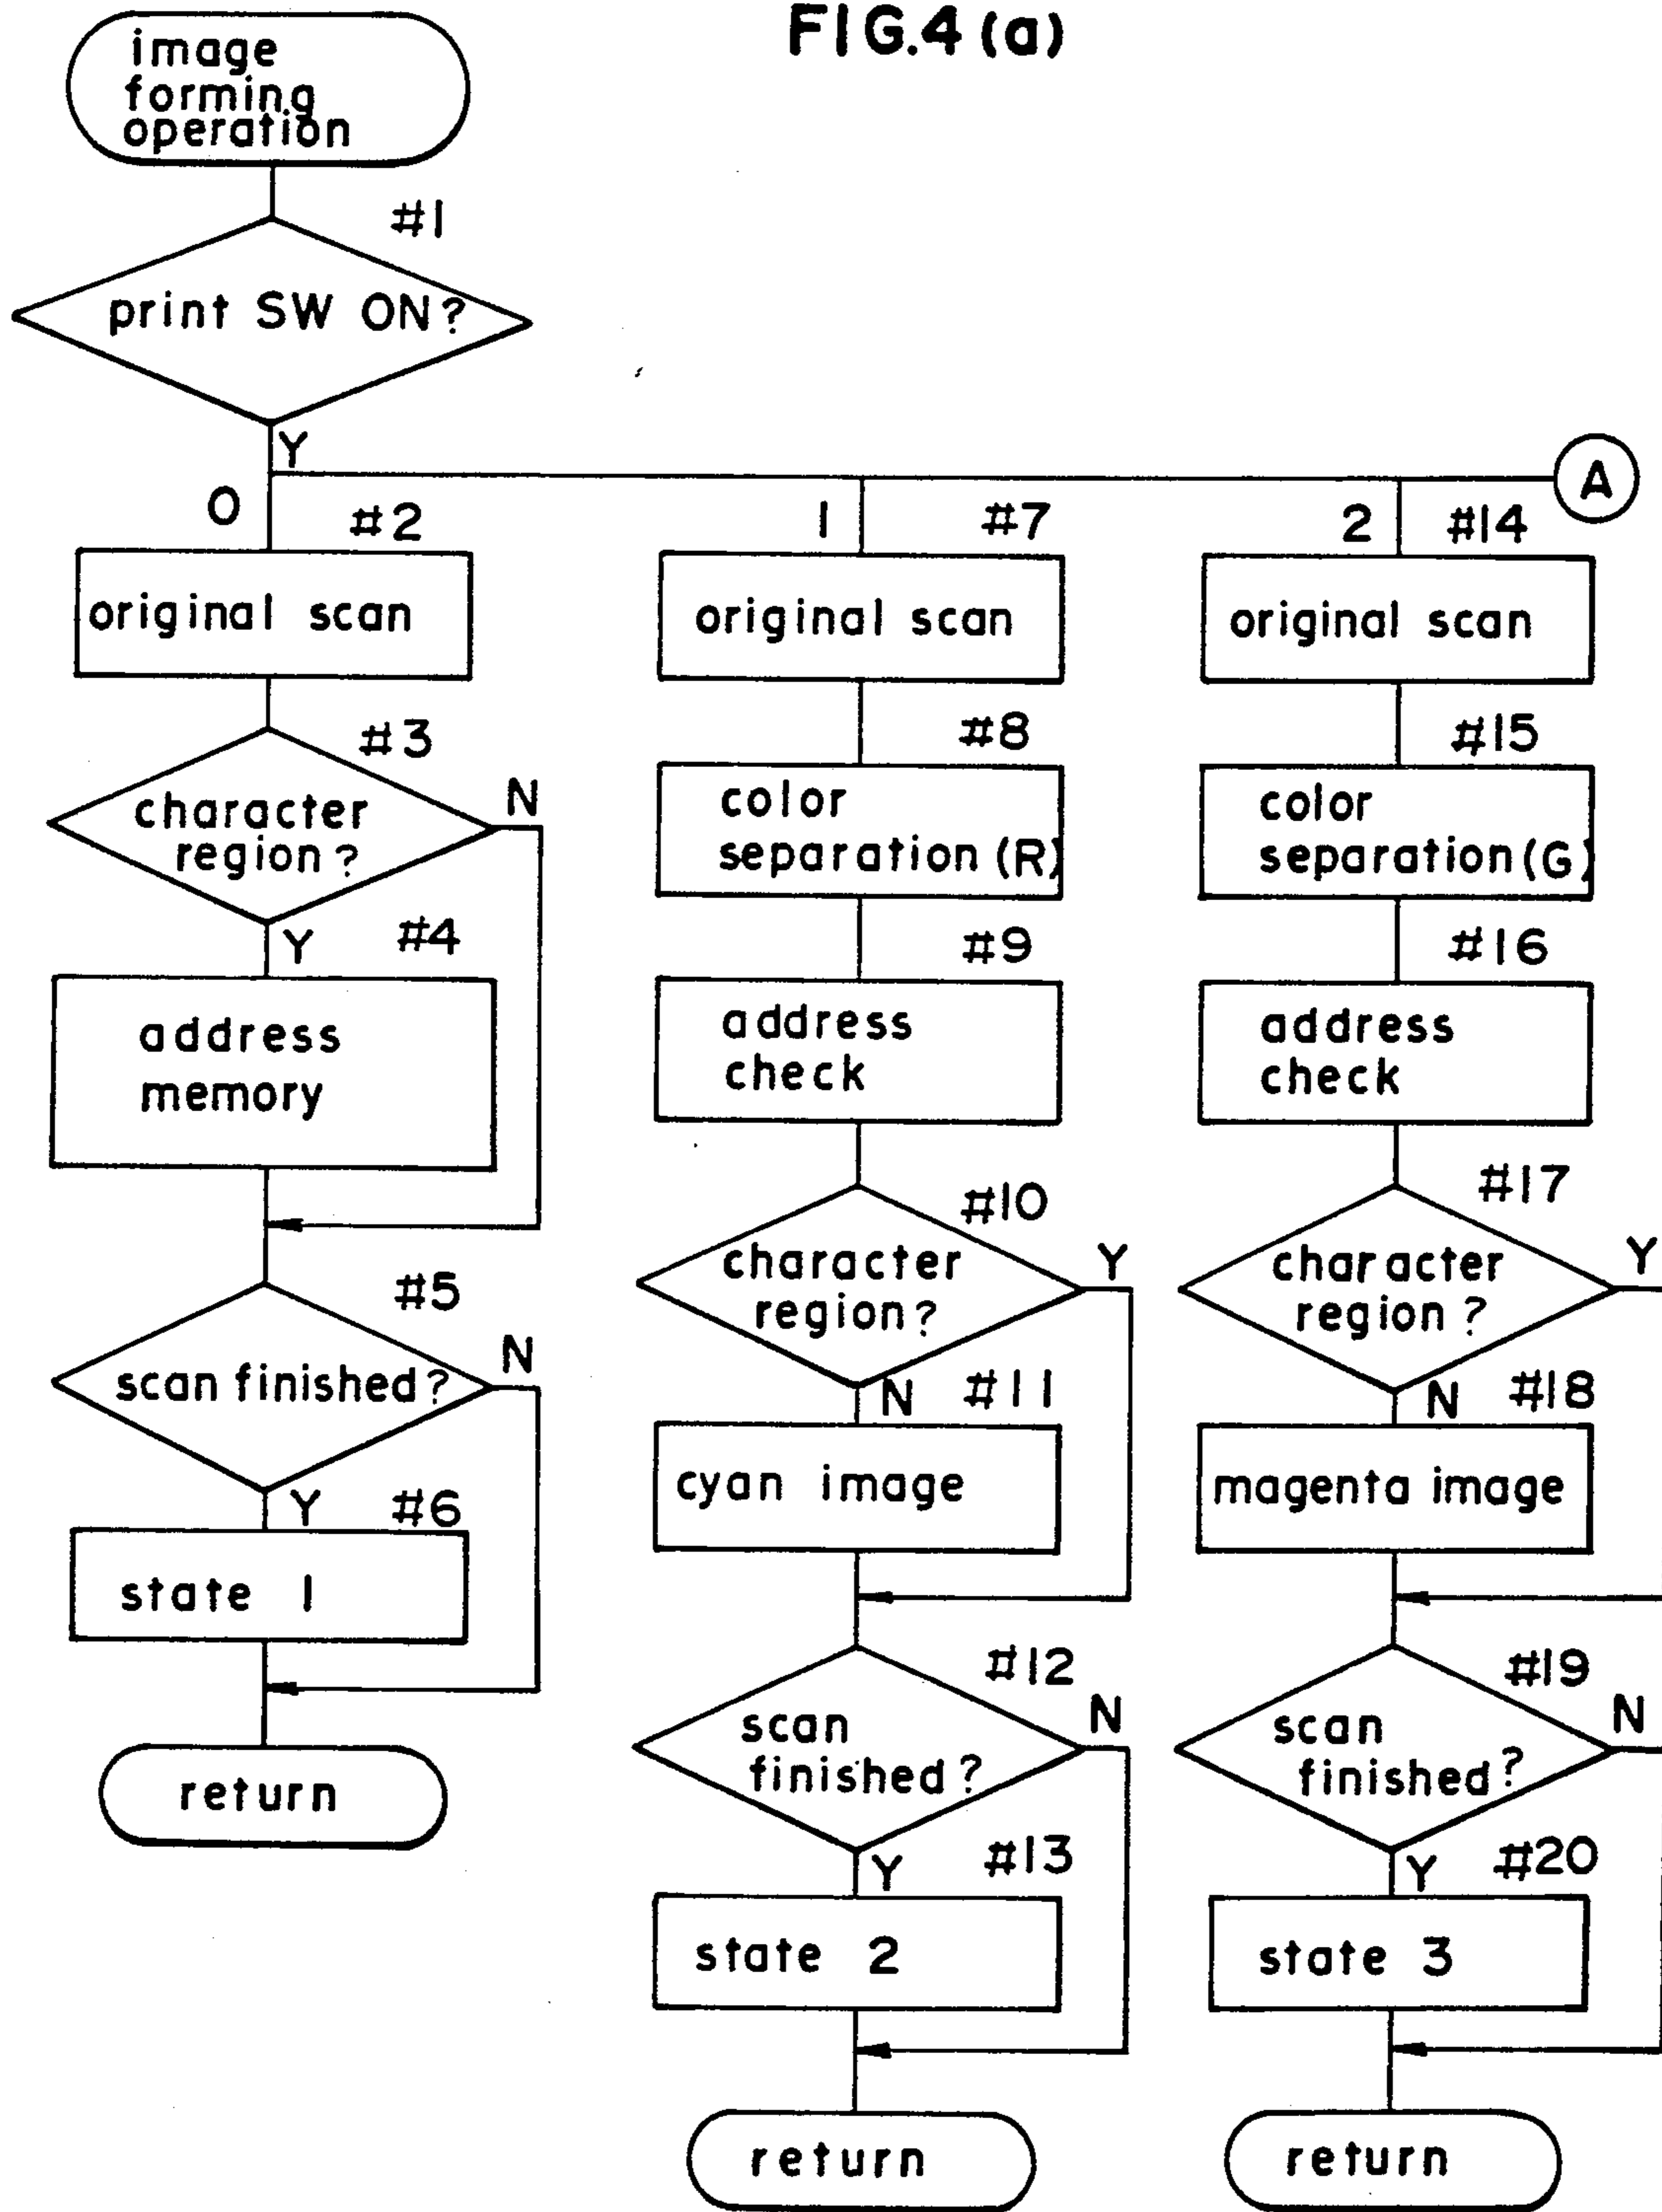 FIG.4 (a)
image
forming
operation
#1
print SW ON?
Y
A
0
#2
original scan
#3
character
region?
N
Y
#4
address
memory
#5
scan finished?
N
Y
#6
state 1
return
1
#7
original scan
#8
color
separation (R)
#9
address
check
#10
character
region?
Y
N
#11
cyan image
#12
scan
finished?
N
Y
#13
state 2
return
2
#14
original scan
#15
color
separation (G)
#16
address
check
#17
character
region?
Y
N
#18
magenta image
#19
scan
finished?
N
Y
#20
state 3
return